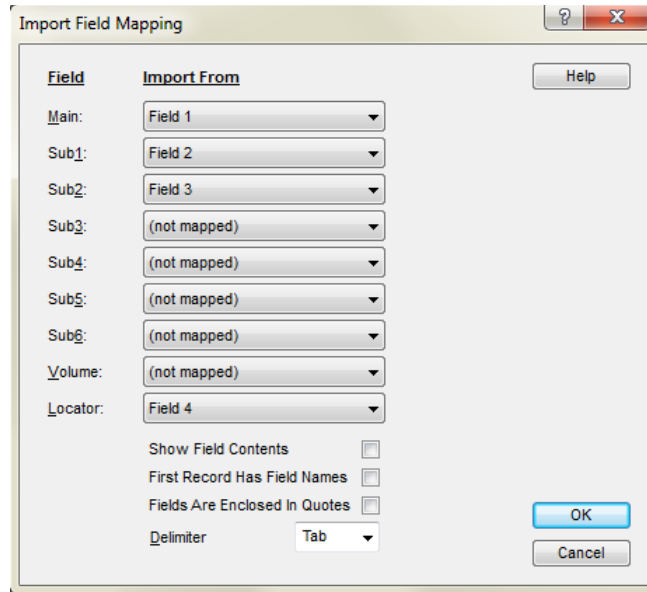 Import Field Mapping
Field Import From
Help
Main: Field 1
Sub1: Field 2
Sub2: Field 3
Sub3: (not mapped)
Sub4: (not mapped)
Sub5: (not mapped)
Sub6: (not mapped)
Volume: (not mapped)
Locator: Field 4
Show Field Contents
First Record Has Field Names
Fields Are Enclosed In Quotes
Delimiter Tab
OK
Cancel